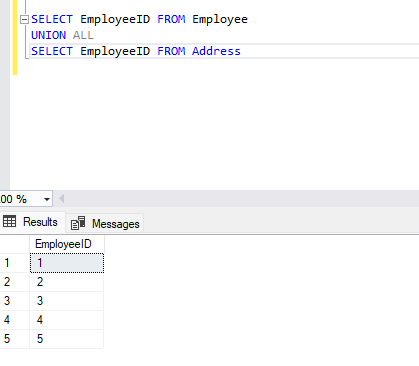 SELECT EmployeeID FROM Employee
UNION ALL
SELECT EmployeeID FROM Address
00 %
Results Messages
EmployeeID
1 1
2 2
3 3
4 4
5 5